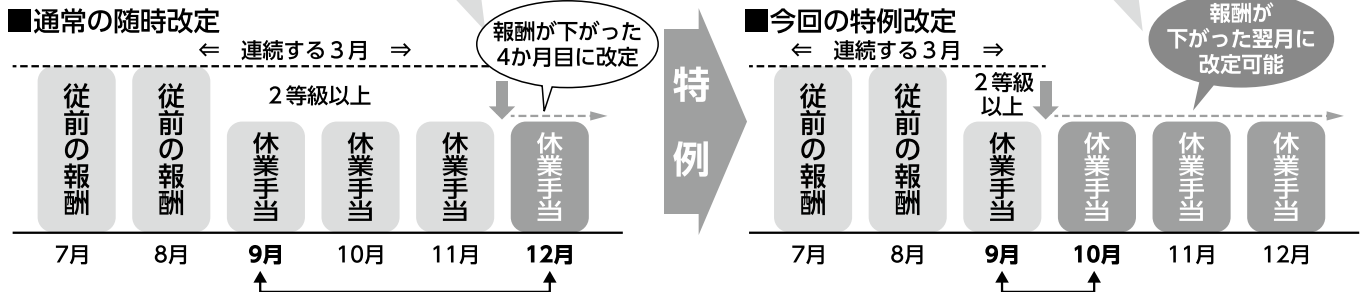 ■通常の随時改定
⇐ 連続する３月 ⇒
報酬が下がった
4か月目に改定
２等級以上
従前の報酬
従前の報酬
休業手当
休業手当
休業手当
休業手当
7月
8月
9月
10月
11月
12月
特例
■今回の特例改定
⇐ 連続する３月 ⇒
報酬が
下がった翌月に
改定可能
２等級
以上
従前の報酬
従前の報酬
休業手当
休業手当
休業手当
休業手当
7月
8月
9月
10月
11月
12月